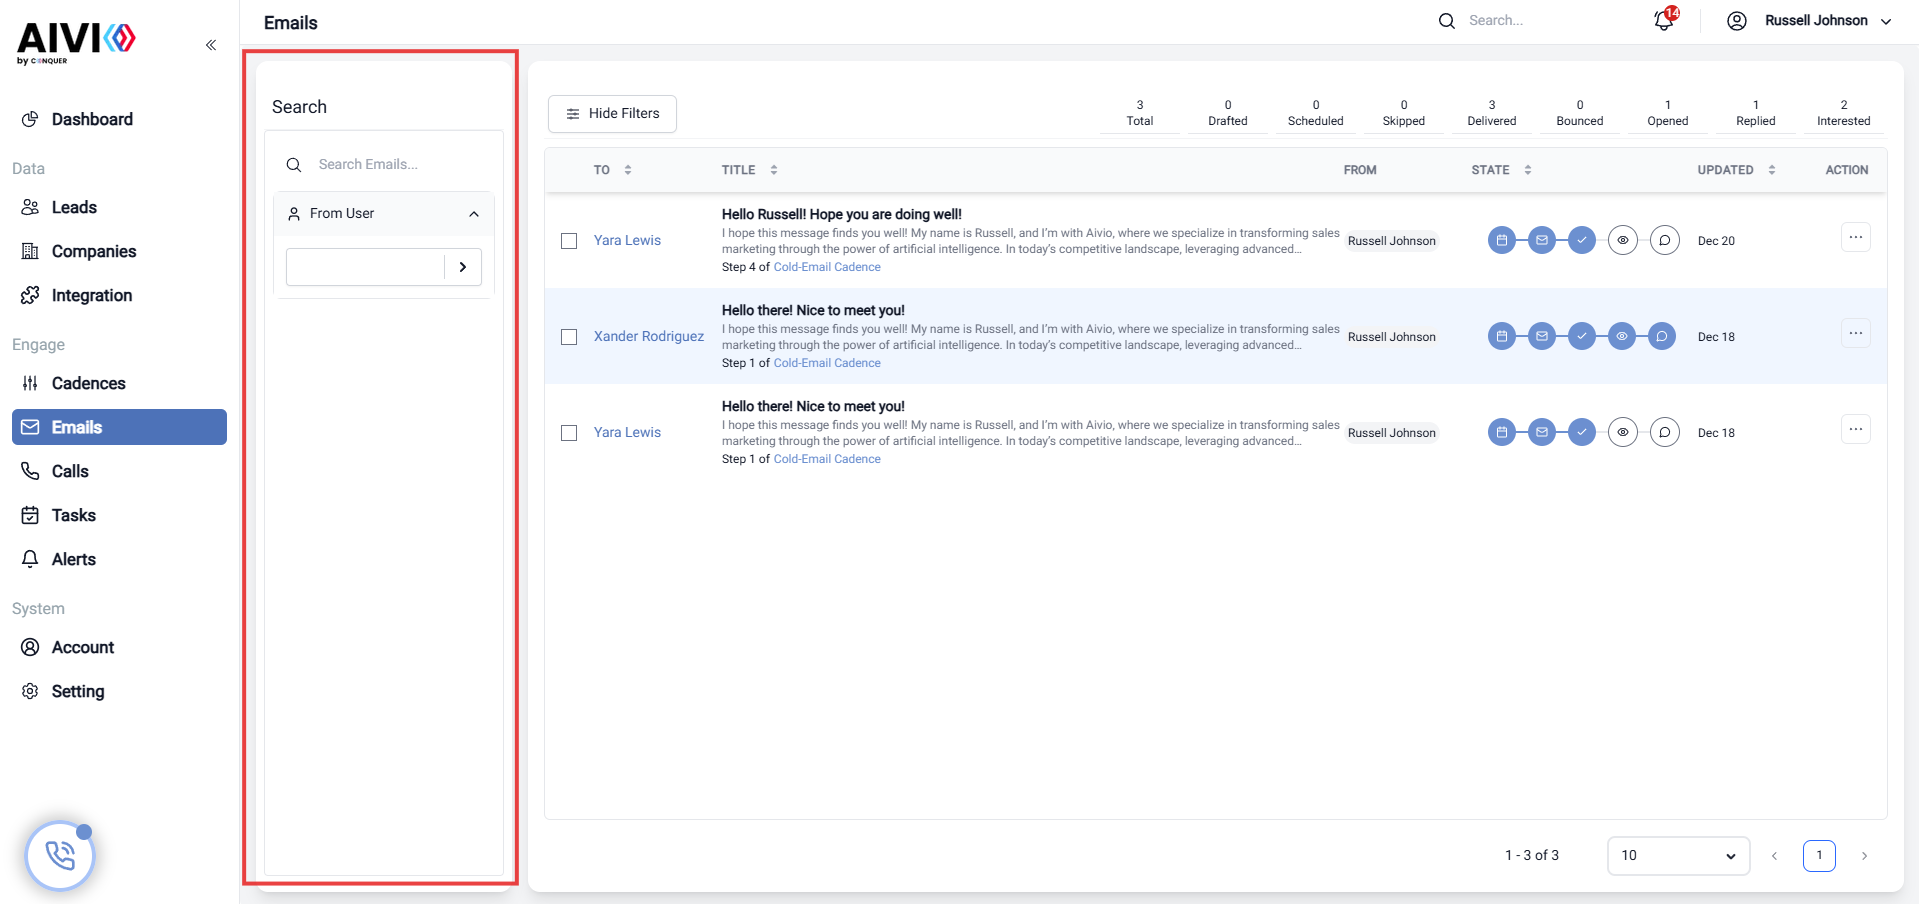 AIVI
by CONQUER
Dashboard
Data
Leads
Companies
Integration
Engage
Cadences
Emails
Calls
Tasks
Alerts
System
Account
Setting
Emails
Search...
14
Russell Johnson
Search
Search Emails...
From User
Hide Filters
3
Total
0
Drafted
0
Scheduled
0
Skipped
3
Delivered
0
Bounced
1
Opened
1
Replied
2
Interested
TO TITLE FROM STATE UPDATED ACTION
Yara Lewis
Hello Russell! Hope you are doing well!
I hope this message finds you well! My name is Russell, and I'm with Aivio, where we specialize in transforming sales
marketing through the power of artificial intelligence. In today's competitive landscape, leveraging advanced...
Step 4 of Cold-Email Cadence
Russell Johnson
Dec 20
...
Xander Rodriguez
Hello there! Nice to meet you!
I hope this message finds you well! My name is Russell, and I'm with Aivio, where we specialize in transforming sales
marketing through the power of artificial intelligence. In today's competitive landscape, leveraging advanced...
Step 1 of Cold-Email Cadence
Russell Johnson
Dec 18
...
Yara Lewis
Hello there! Nice to meet you!
I hope this message finds you well! My name is Russell, and I'm with Aivio, where we specialize in transforming sales
marketing through the power of artificial intelligence. In today's competitive landscape, leveraging advanced...
Step 1 of Cold-Email Cadence
Russell Johnson
Dec 18
...
1 - 3 of 3
10
1